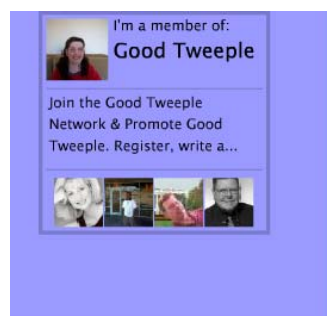 I'm a member of:
Good Tweeple
Join the Good Tweeple
Network & Promote Good
Tweeple. Register, write a...